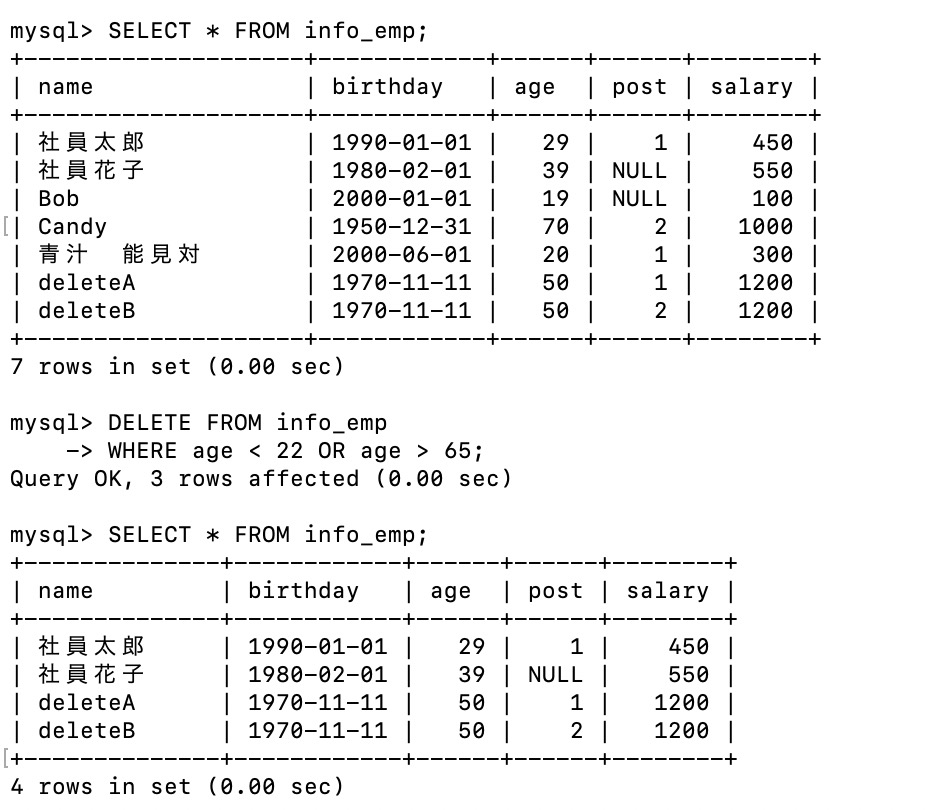 mysql> SELECT * FROM info_emp;
+---------------------+------------+------+------+--------+
| name                | birthday   | age  | post | salary |
+---------------------+------------+------+------+--------+
| 社員太郎            | 1990-01-01 |   29 |    1 |    450 |
| 社員花子            | 1980-02-01 |   39 | NULL |    550 |
| Bob                 | 2000-01-01 |   19 | NULL |    100 |
| Candy               | 1950-12-31 |   70 |    2 |   1000 |
| 青汁　能見対        | 2000-06-01 |   20 |    1 |    300 |
| deleteA             | 1970-11-11 |   50 |    1 |   1200 |
| deleteB             | 1970-11-11 |   50 |    2 |   1200 |
+---------------------+------------+------+------+--------+
7 rows in set (0.00 sec)
mysql> DELETE FROM info_emp
    -> WHERE age < 22 OR age > 65;
Query OK, 3 rows affected (0.00 sec)
mysql> SELECT * FROM info_emp;
+--------------+------------+------+------+--------+
| name         | birthday   | age  | post | salary |
+--------------+------------+------+------+--------+
| 社員太郎     | 1990-01-01 |   29 |    1 |    450 |
| 社員花子     | 1980-02-01 |   39 | NULL |    550 |
| deleteA      | 1970-11-11 |   50 |    1 |   1200 |
| deleteB      | 1970-11-11 |   50 |    2 |   1200 |
+--------------+------------+------+------+--------+
4 rows in set (0.00 sec)